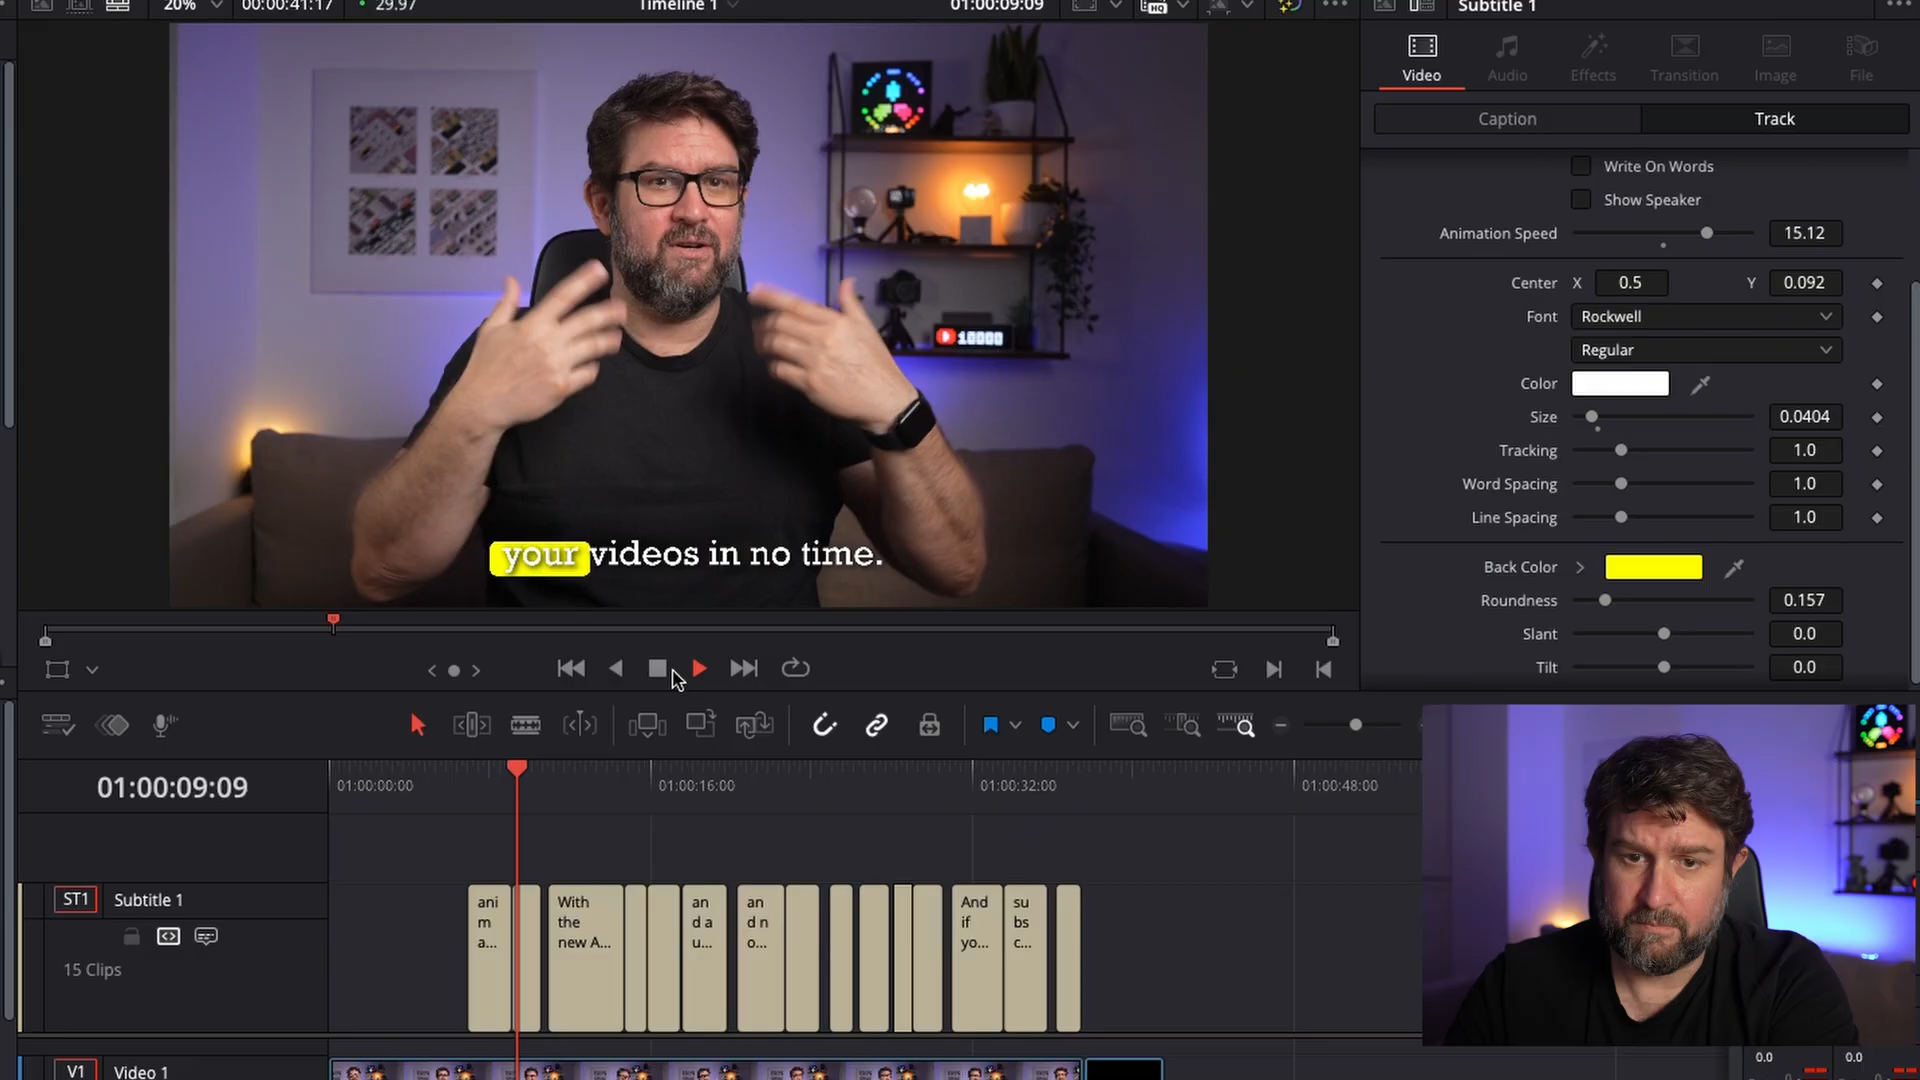 20%
00:00:41:17
29.97
Timeline 1
01:00:09:09
HQ
Subtitle 1
Video
Audio
Effects
Transition
Image
File
Caption
Track
Write On Words
Show Speaker
Animation Speed 15.12
Center X 0.5 Y 0.092
Font Rockwell
Regular
Color
Size 0.0404
Tracking 1.0
Word Spacing 1.0
Line Spacing 1.0
Back Color
Roundness 0.157
Slant 0.0
Tilt 0.0
10000
your videos in no time.
01:00:09:09
01:00:00:00
01:00:16:00
01:00:32:00
01:00:48:00
ST1 Subtitle 1
15 Clips
ani
m
a...
With
the
new A...
an
d a
u...
an
d n
o...
And
if
yo...
su
bs
c...
V1 Video 1
0.0
0.0